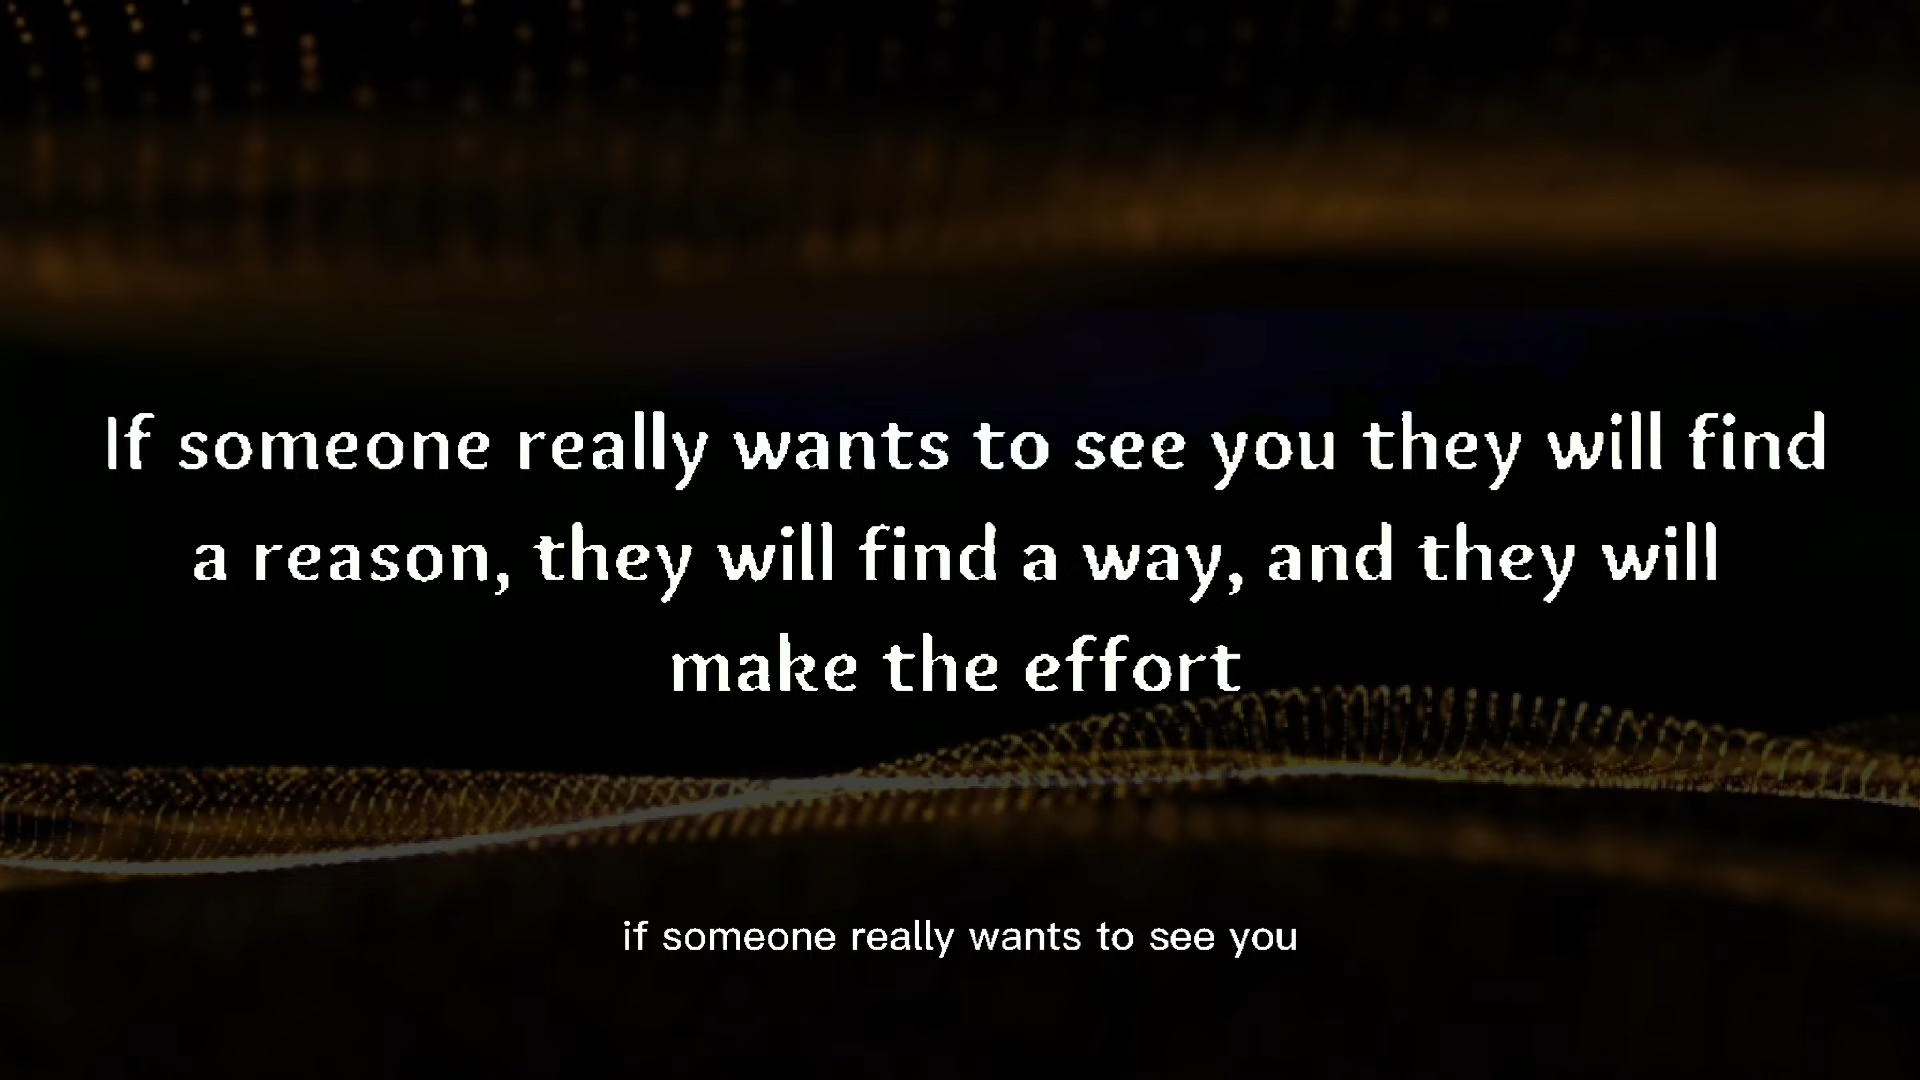 If someone really wants to see you they will find
a reason, they will find a way, and they will
make the effort
if someone really wants to see you